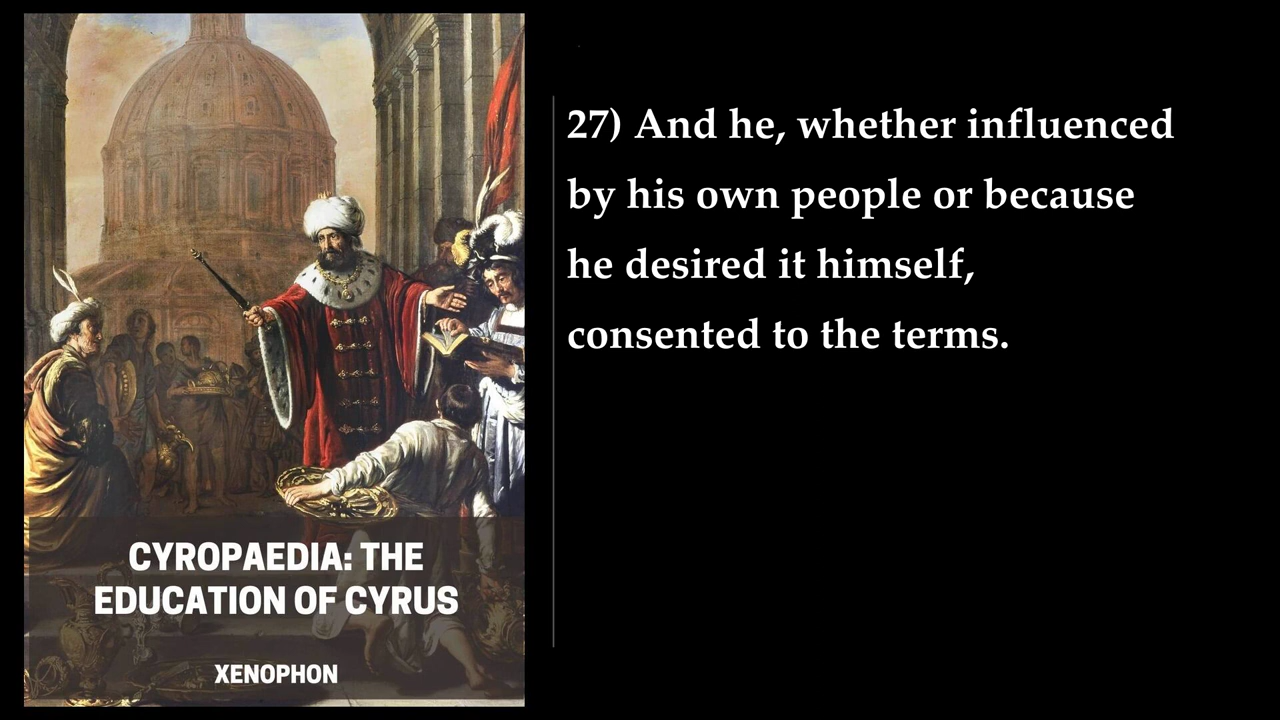 27) And he, whether influenced
by his own people or because
he desired it himself,
consented to the terms.
CYROPAEDIA: THE
EDUCATION OF CYRUS
XENOPHON